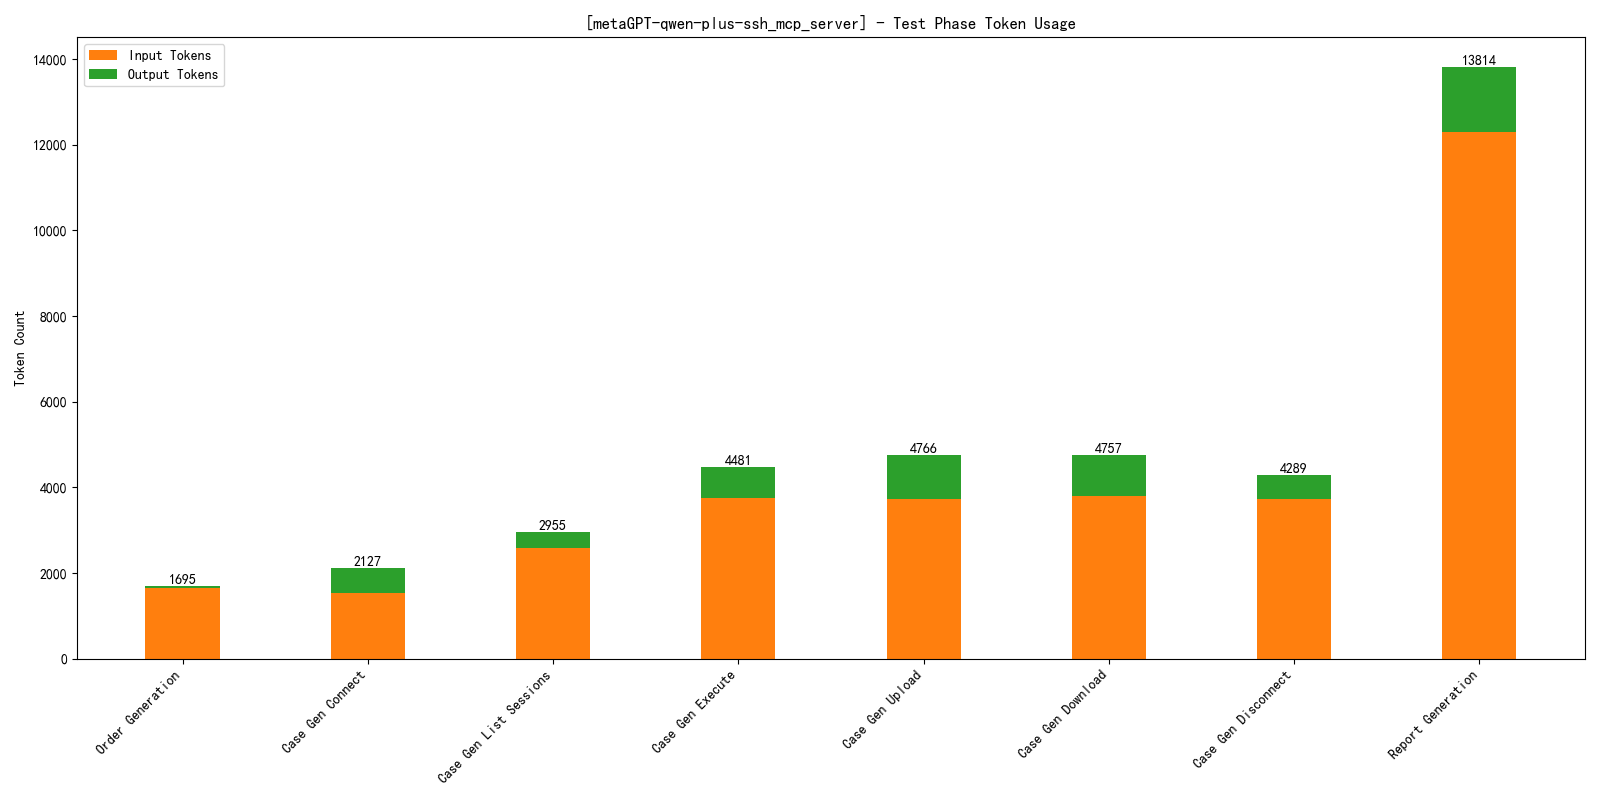 [metaGPT-qwen-plus-ssh_mcp_server] - Test Phase Token Usage
Input Tokens
Output Tokens
Token Count
14000
12000
10000
8000
6000
4000
2000
0
1695
2127
2955
4481
4766
4757
4289
13814
Order Generation
Case Gen Connect
Case Gen List Sessions
Case Gen Execute
Case Gen Upload
Case Gen Download
Case Gen Disconnect
Report Generation